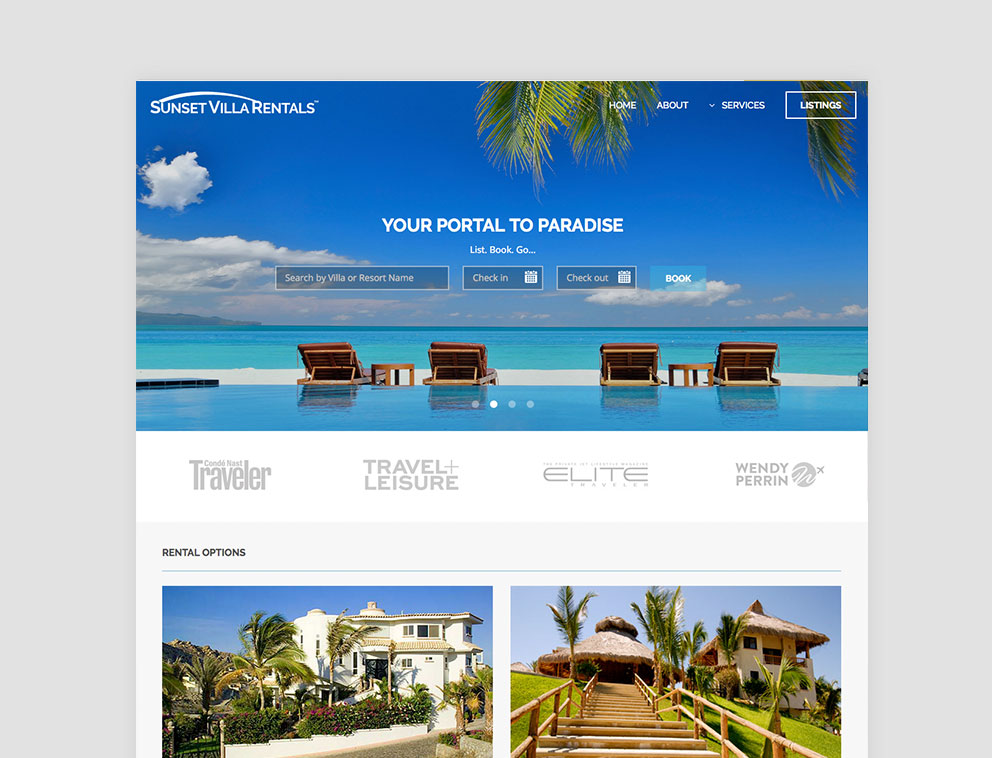 SUNSET VILLA RENTALS℠
HOME ABOUT SERVICES LISTINGS
YOUR PORTAL TO PARADISE
List. Book. Go...
Search by Villa or Resort Name Check in Check out BOOK
Condé Nast
Traveler
TRAVEL+
LEISURE
THE PRIVATE JET LIFESTYLE MAGAZINE
ELITE
TRAVELER
WENDY
PERRIN
RENTAL OPTIONS